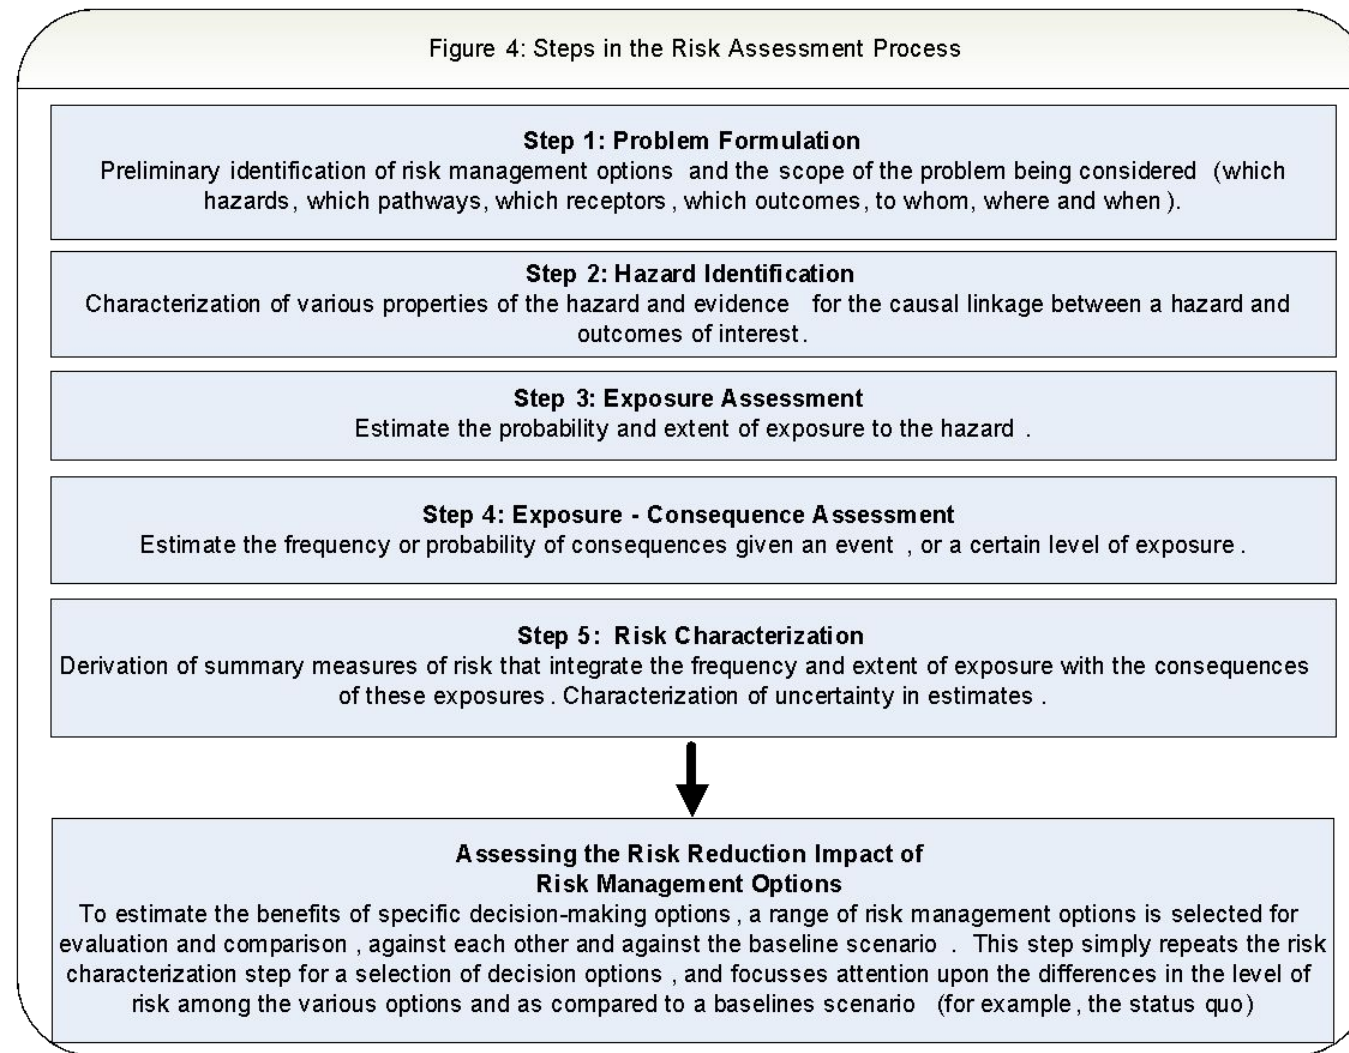 Figure 4: Steps in the Risk Assessment Process
Step 1: Problem Formulation
Preliminary identification of risk management options and the scope of the problem being considered (which
hazards, which pathways, which receptors, which outcomes, to whom, where and when).
Step 2: Hazard Identification
Characterization of various properties of the hazard and evidence for the causal linkage between a hazard and
outcomes of interest.
Step 3: Exposure Assessment
Estimate the probability and extent of exposure to the hazard.
Step 4: Exposure - Consequence Assessment
Estimate the frequency or probability of consequences given an event, or a certain level of exposure.
Step 5: Risk Characterization
Derivation of summary measures of risk that integrate the frequency and extent of exposure with the consequences
of these exposures. Characterization of uncertainty in estimates.
Assessing the Risk Reduction Impact of
Risk Management Options
To estimate the benefits of specific decision-making options, a range of risk management options is selected for
evaluation and comparison, against each other and against the baseline scenario. This step simply repeats the risk
characterization step for a selection of decision options, and focusses attention upon the differences in the level of
risk among the various options and as compared to a baselines scenario (for example, the status quo)